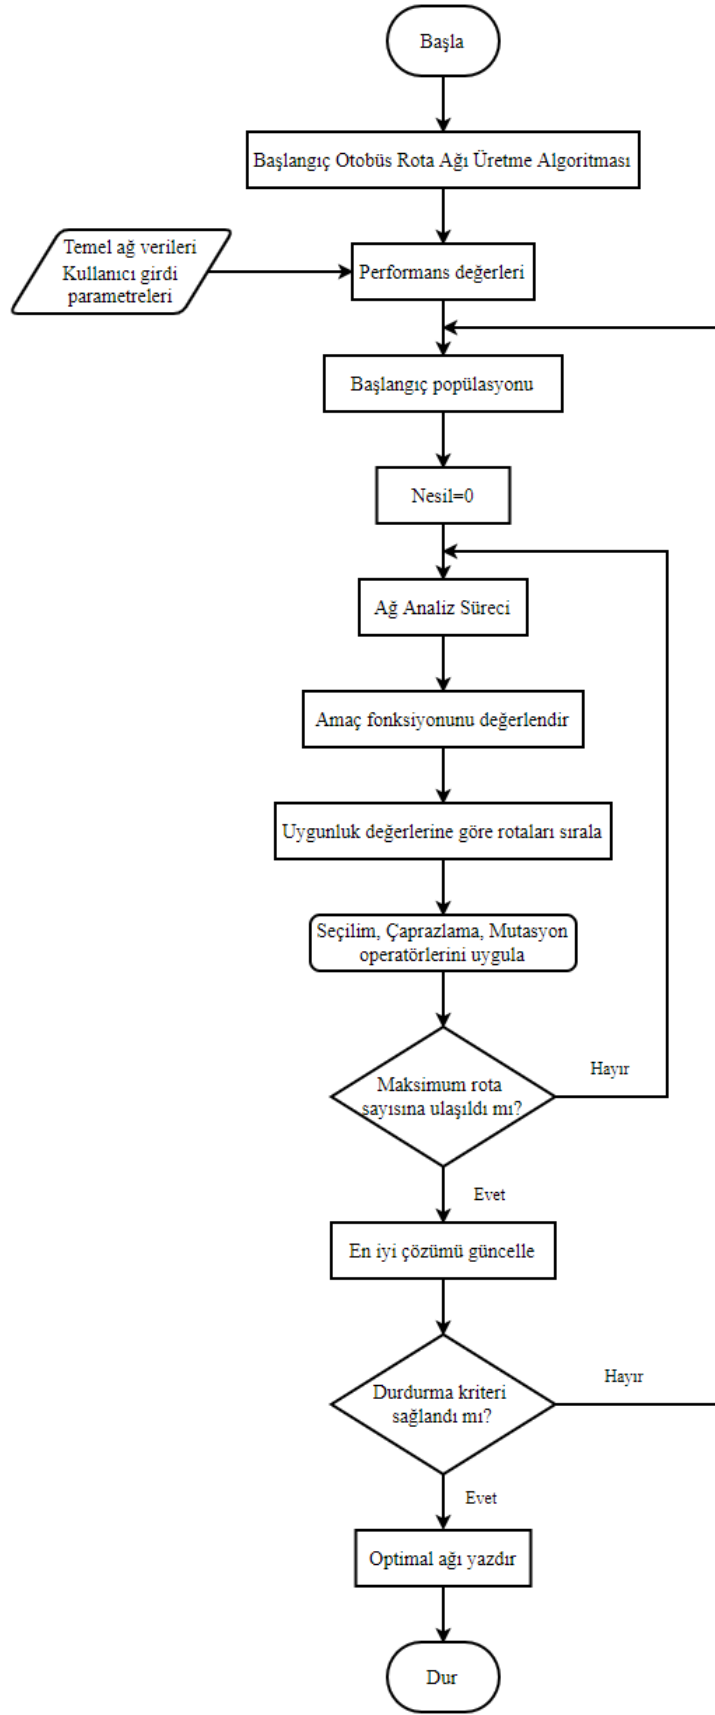 Başla
Başlangıç Otobüs Rota Ağı Üretme Algoritması
Temel ağ verileri
Kullanıcı girdi
parametreleri
Performans değerleri
Başlangıç popülasyonu
Nesil=0
Ağ Analiz Süreci
Amaç fonksiyonunu değerlendir
Uygunluk değerlerine göre rotaları sırala
Seçilim, Çaprazlama, Mutasyon
operatörlerini uygula
Maksimum rota
sayısına ulaşıldı mı?
Hayır
Evet
En iyi çözümü güncelle
Durdurma kriteri
sağlandı mı?
Hayır
Evet
Optimal ağı yazdır
Dur